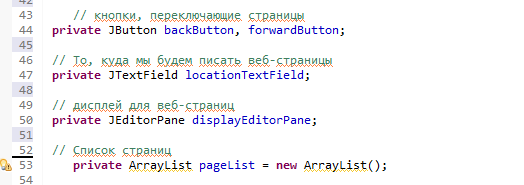 42
43 // кнопки, переключающие страницы
44 private JButton backButton, forwardButton;
45
46 // То, куда мы будем писать веб-страницы
47 private JTextField locationTextField;
48
49 // дисплей для веб-страниц
50 private JEditorPane displayEditorPane;
51
52 // Список страниц
53 private ArrayList pageList = new ArrayList();
54